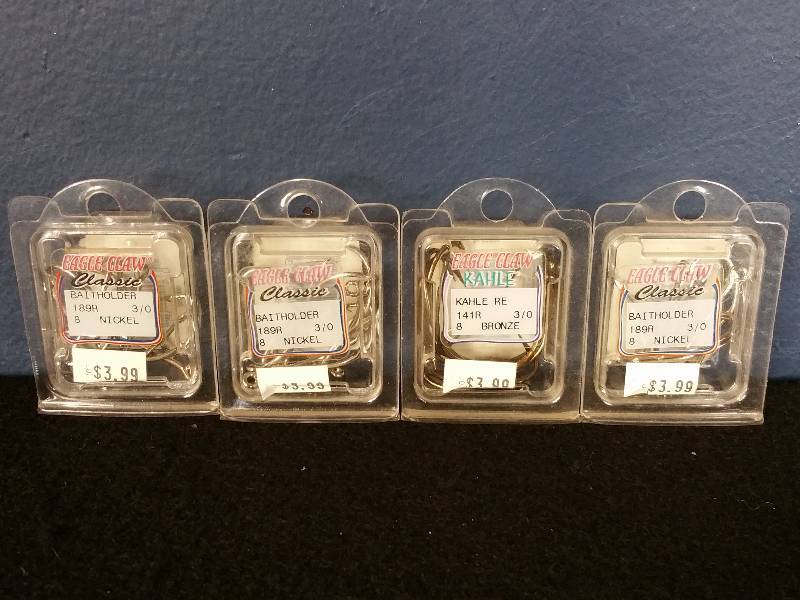 EAGLE CLAW
Classic
BAITHOLDER
189R 3/0
8 NICKEL
$3.99
EAGLE CLAW
Classic
BAITHOLDER
189R 3/0
8 NICKEL
$3.99
EAGLE CLAW
KAHLE
KAHLE RE
141R 3/0
8 BRONZE
$3.99
EAGLE CLAW
Classic
BAITHOLDER
189R 3/0
8 NICKEL
$3.99